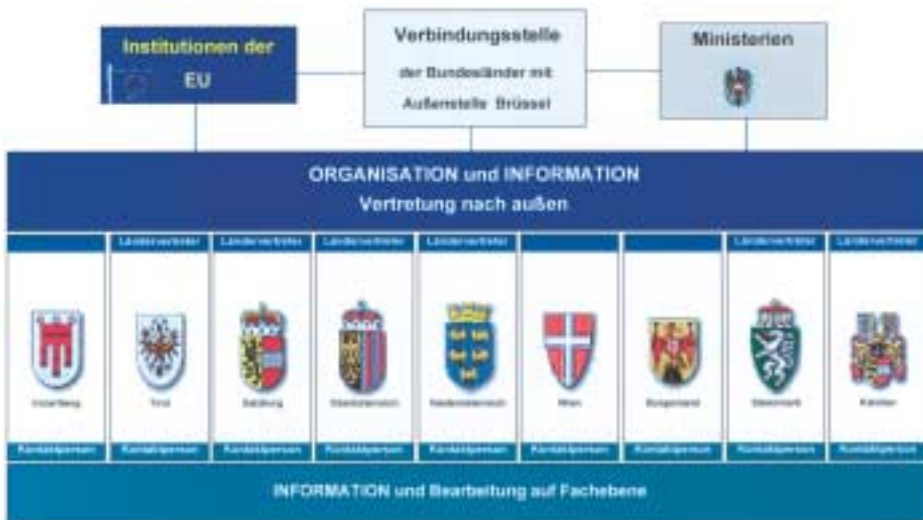 Institutionen der
EU
Verbindungsstelle
der Bundesländer mit
Außenstelle Brüssel
Ministerien
ORGANISATION und INFORMATION
Vertretung nach außen
Ländervertreter Ländervertreter Ländervertreter Ländervertreter Ländervertreter Ländervertreter
Vorarlberg Tirol Salzburg Oberösterreich Niederösterreich Wien Burgenland Steiermark Kärnten
Kontaktperson Kontaktperson Kontaktperson Kontaktperson Kontaktperson Kontaktperson Kontaktperson Kontaktperson Kontaktperson
INFORMATION und Bearbeitung auf Fachebene